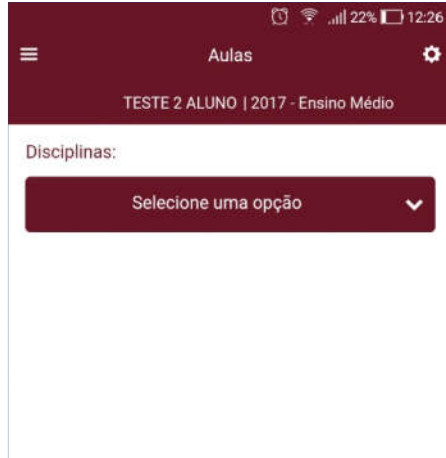 22% 12:26
Aulas
TESTE 2 ALUNO | 2017 - Ensino Médio
Disciplinas:
Selecione uma opção